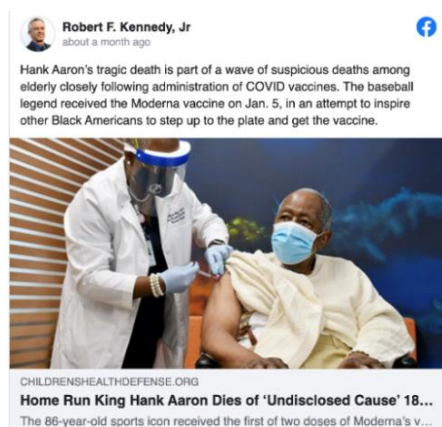 Robert F. Kennedy, Jr
about a month ago
Hank Aaron's tragic death is part of a wave of suspicious deaths among
elderly closely following administration of COVID vaccines. The baseball
legend received the Moderna vaccine on Jan. 5, in an attempt to inspire
other Black Americans to step up to the plate and get the vaccine.
CHILDRENSHEALTHDEFENSE.ORG
Home Run King Hank Aaron Dies of 'Undisclosed Cause' 18...
The 86-year-old sports icon received the first of two doses of Moderna's v...